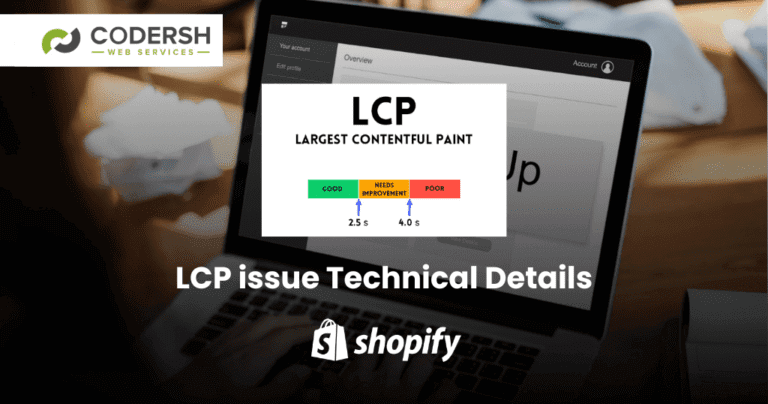 CODERSH
WEB SERVICES
Your account
Edit profile
Overview
Account
LCP
LARGEST CONTENTFUL PAINT
GOOD
NEEDS
IMPROVEMENT
POOR
2.5 s
4.0 s
Up
LCP issue Technical Details
shopify